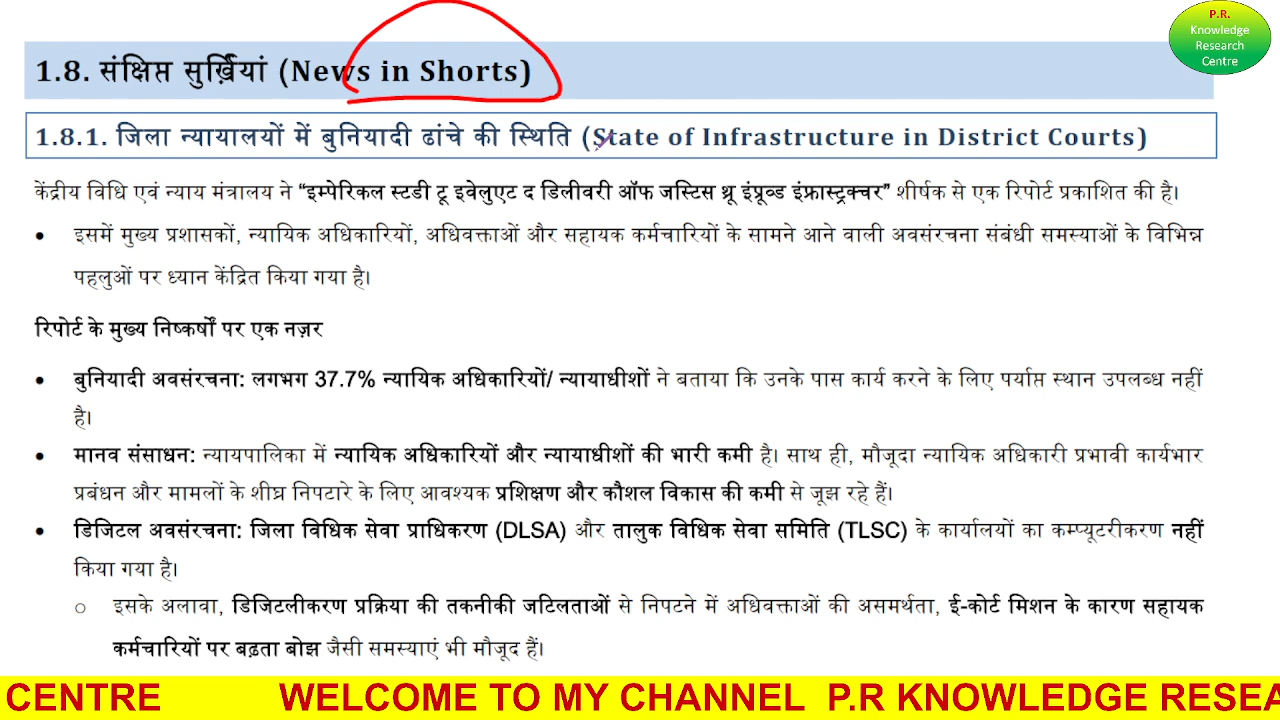 P.R.
Knowledge
Research
Centre
1.8. संक्षिप्त सुर्ख़ियां (News in Shorts)
1.8.1. जिला न्यायालयों में बुनियादी ढांचे की स्थिति (State of Infrastructure in District Courts)
केंद्रीय विधि एवं न्याय मंत्रालय ने “इम्पेरिकल स्टडी टू इवेलुएट द डिलीवरी ऑफ जस्टिस थ्रू इंप्रूव्ड इंफ्रास्ट्रक्चर” शीर्षक से एक रिपोर्ट प्रकाशित की है।
• इसमें मुख्य प्रशासकों, न्यायिक अधिकारियों, अधिवक्ताओं और सहायक कर्मचारियों के सामने आने वाली अवसंरचना संबंधी समस्याओं के विभिन्न
पहलुओं पर ध्यान केंद्रित किया गया है।
रिपोर्ट के मुख्य निष्कर्षों पर एक नज़र
• बुनियादी अवसंरचना: लगभग 37.7% न्यायिक अधिकारियों/ न्यायाधीशों ने बताया कि उनके पास कार्य करने के लिए पर्याप्त स्थान उपलब्ध नहीं
है।
• मानव संसाधन: न्यायपालिका में न्यायिक अधिकारियों और न्यायाधीशों की भारी कमी है। साथ ही, मौजूदा न्यायिक अधिकारी प्रभावी कार्यभार
प्रबंधन और मामलों के शीघ्र निपटारे के लिए आवश्यक प्रशिक्षण और कौशल विकास की कमी से जूझ रहे हैं।
• डिजिटल अवसंरचना: जिला विधिक सेवा प्राधिकरण (DLSA) और तालुक विधिक सेवा समिति (TLSC) के कार्यालयों का कम्प्यूटरीकरण नहीं
किया गया है।
○ इसके अलावा, डिजिटलीकरण प्रक्रिया की तकनीकी जटिलताओं से निपटने में अधिवक्ताओं की असमर्थता, ई-कोर्ट मिशन के कारण सहायक
कर्मचारियों पर बढ़ता बोझ जैसी समस्याएं भी मौजूद हैं।
CENTRE WELCOME TO MY CHANNEL P.R KNOWLEDGE RESEA